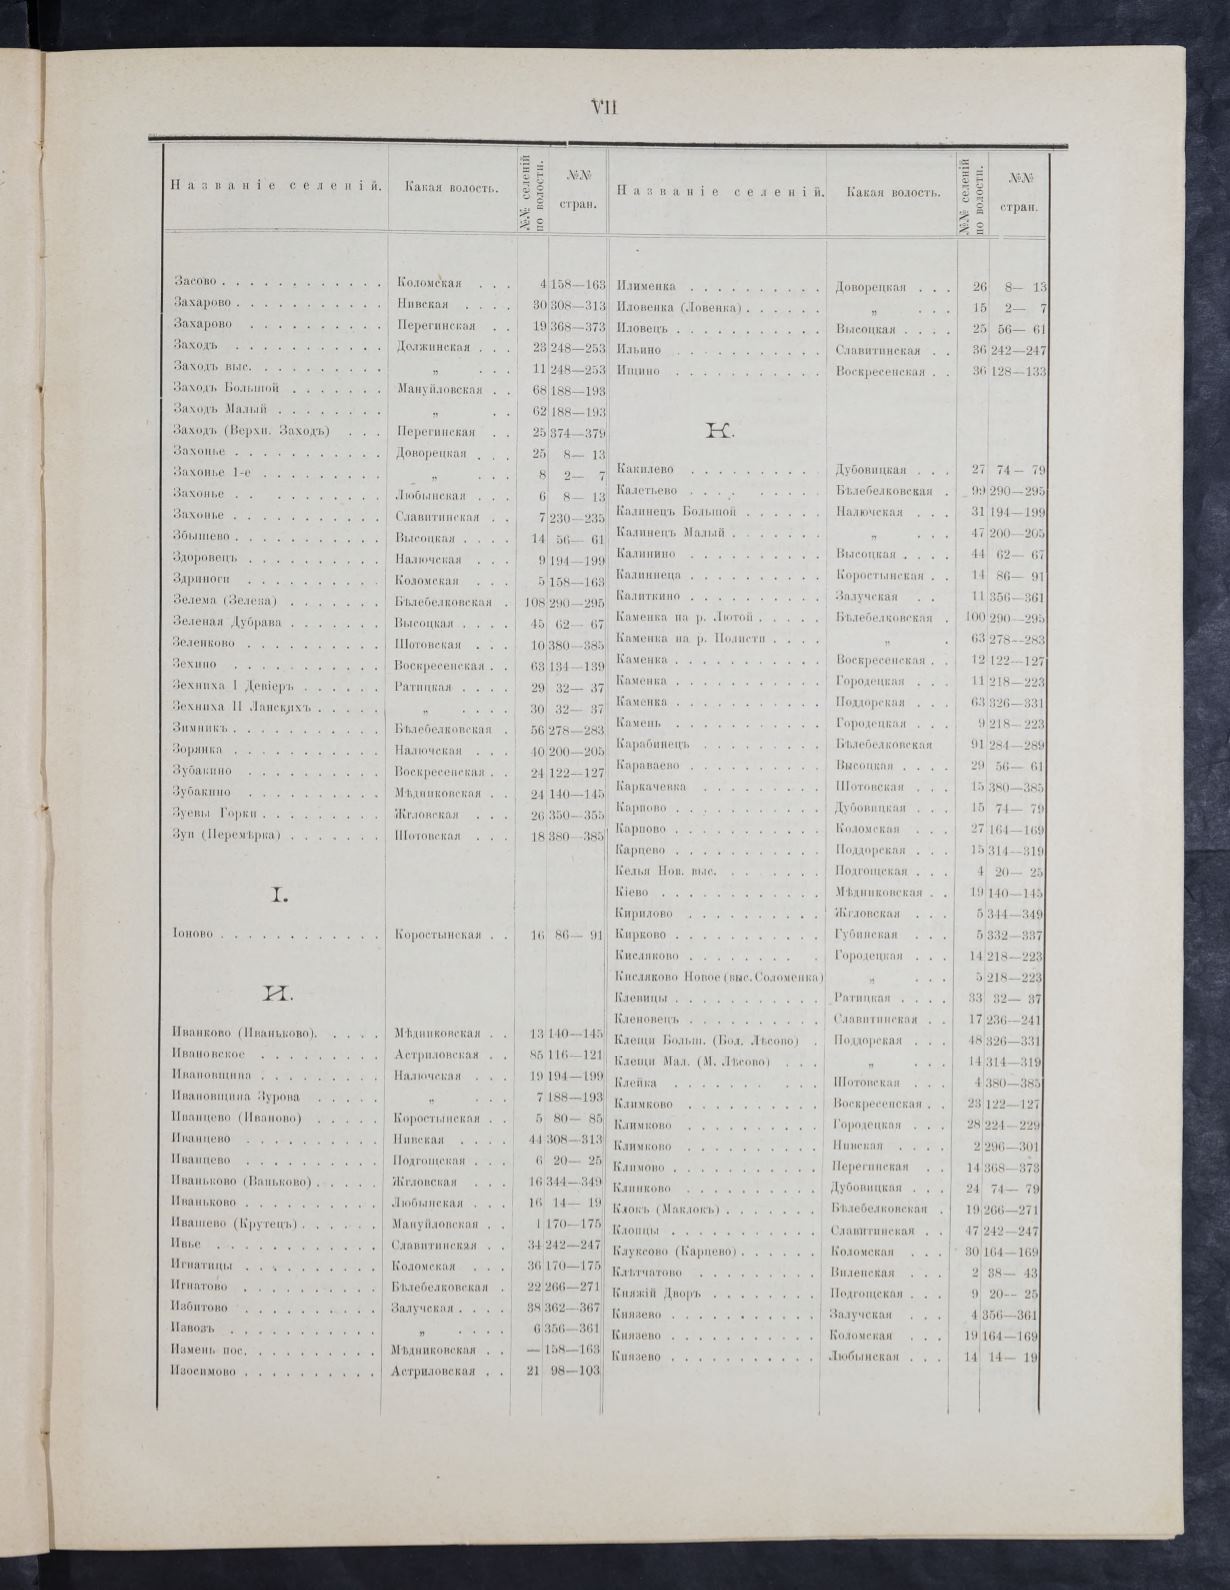 VII
Названіе селеній. Какая волость. №№ селеній по волости. №№ стран.
Засово Коломская 4 158—163
Захарово Нивская 30 308—313
Захарово Перегинская 19 368—373
Заходъ Должинская 23 248—253
Заходъ выс. „ 11 248—253
Заходъ Большой Мануйловская 68 188—193
Заходъ Малый „ 62 188—193
Заходъ (Верхн. Заходъ) Перегинская 25 374—379
Захонье Доворецкая 25 8— 13
Захонье 1-е „ 8 2— 7
Захонье Любынская 6 8— 13
Захонье Славитинская 7 230—235
Збышево Высоцкая 14 56— 61
Здоровецъ Налючская 9 194—199
Здриноги Коломская 5 158—163
Зелема (Зелена) Бѣлебелковская 108 290—295
Зеленая Дубрава Высоцкая 45 62— 67
Зеленково Шотовская 10 380—385
Зехино Воскресенская 63 134—139
Зехниха I Девіеръ Ратицкая 29 32— 37
Зехниха II Ланскихъ „ 30 32— 37
Зимникъ Бѣлебелковская 56 278—283
Зорянка Налючская 40 200—205
Зубакино Воскресенская 24 122—127
Зубакино Мѣдниковская 24 140—145
Зуевы Горки Жгловская 26 350—355
Зуи (Перемѣрка) Шотовская 18 380—385
I.
Іоново Коростынская 16 86— 91
И.
Иванково (Иваньково). Мѣдниковская 13 140—145
Ивановское Астриловская 85 116—121
Ивановщина Налючская 19 194—199
Ивановщина Зурова „ 7 188—193
Иванцево (Иваново) Коростынская 5 80— 85
Иванцево Нивская 44 308—313
Иванцево Подгощская 6 20— 25
Иваньково (Ваньково) Жгловская 16 344—349
Иваньково Любынская 16 14— 19
Ивашево (Крутецъ) Мануйловская 1 170—175
Ивье Славитинская 34 242—247
Игнатицы Коломская 36 170—175
Игнатово Бѣлебелковская 22 266—271
Избитово Залучская 38 362—367
Извозъ „ 6 356—361
Измень пос. Мѣдниковская — 158—163
Изосимово Астриловская 21 98—103
Названіе селеній. Какая волость. №№ селеній по волости. №№ стран.
Илименка Доворецкая 26 8— 13
Иловенка (Ловенка) „ 15 2— 7
Иловецъ Высоцкая 25 56— 61
Ильино Славитинская 36 242—247
Ищино Воскресенская 36 128—133
К.
Какилево Дубовицкая 27 74— 79
Калетьево Бѣлебелковская 99 290—295
Калинецъ Большой Налючская 31 194—199
Калинецъ Малый „ 47 200—205
Калинино Высоцкая 44 62— 67
Калиннеца Коростынская 14 86— 91
Калиткино Залучская 11 356—361
Каменка на р. Лютой Бѣлебелковская 100 290—295
Каменка на р. Полисти „ 63 278—283
Каменка Воскресенская 12 122—127
Каменка Городецкая 11 218—223
Каменка Поддорская 63 326—331
Камень Городецкая 9 218—223
Карабинецъ Бѣлебелковская 91 284—289
Караваево Высоцкая 29 56— 61
Каркачевка Шотовская 15 380—385
Карпово Дубовицкая 15 74— 79
Карпово Коломская 27 164—169
Карцево Поддорская 15 314—319
Келья Нов. выс. Подгощская 4 20— 25
Кіево Мѣдниковская 19 140—145
Кирилово Жгловская 5 344—349
Кирково Губинская 5 332—337
Кисляково Городецкая 14 218—223
Кисляково Новое (выс. Соломенка) „ 5 218—223
Клевицы Ратицкая 33 32— 37
Кленовецъ Славитинская 17 236—241
Клещи Больш. (Бол. Лѣсово) Поддорская 48 326—331
Клещи Мал. (М. Лѣсово) „ 14 314—319
Клейка Шотовская 4 380—385
Климково Воскресенская 23 122—127
Климково Городецкая 28 224—229
Климково Нивская 2 296—301
Климово Перегинская 14 368—373
Клинково Дубовицкая 24 74— 79
Клокъ (Маклокъ) Бѣлебелковская 19 266—271
Клопцы Славитинская 47 242—247
Клуксово (Карцево) Коломская 30 164—169
Клѣтчатово Виленская 2 38— 43
Княжій Дворъ Подгощская 9 20— 25
Князево Залучская 4 356—361
Князево Коломская 19 164—169
Князево Любынская 14 14— 19